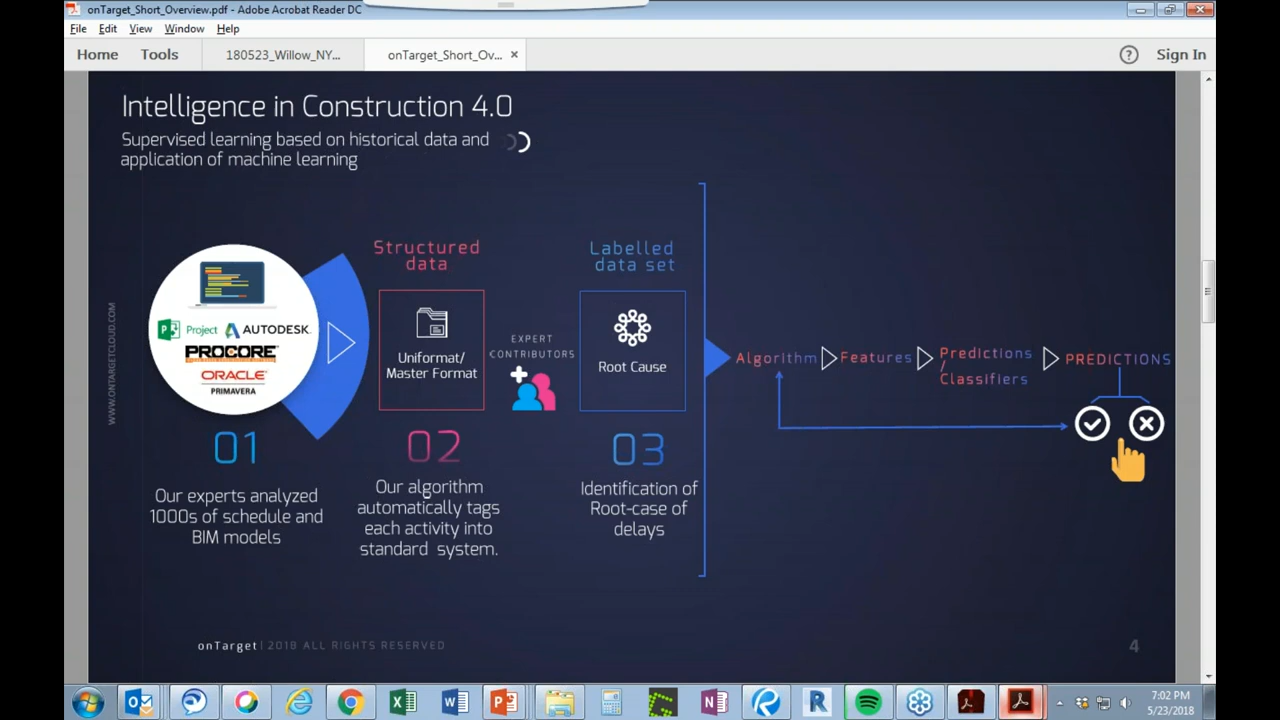 onTarget_Short_Overview.pdf - Adobe Acrobat Reader DC
File Edit View Window Help
Home Tools 180523_Willow_NY... onTarget_Short_Ov... × ? Sign In
Intelligence in Construction 4.0
Supervised learning based on historical data and
application of machine learning
WWW.ONTARGETCLOUD.COM
Project AUTODESK.
PROCORE
ORACLE
PRIMAVERA
01
Our experts analyzed
1000s of schedule and
BIM models
Structured
data
Uniformat/
Master Format
02
Our algorithm
automatically tags
each activity into
standard system.
EXPERT
CONTRIBUTORS
Labelled
data set
Root Cause
03
Identification of
Root-case of
delays
Algorithm
Features
Predictions
/
Classifiers
PREDICTIONS
onTarget | 2018 ALL RIGHTS RESERVED
4
7:02 PM
5/23/2018